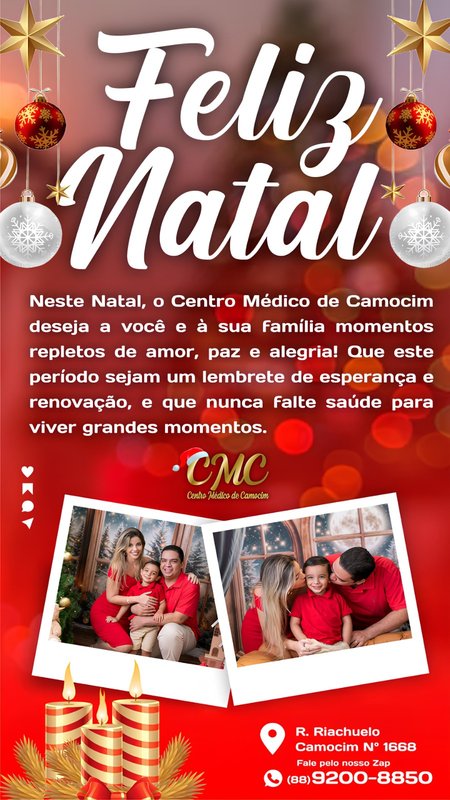 Feliz
Natal
Neste Natal, o Centro Médico de Camocim
deseja a você e à sua família momentos
repletos de amor, paz e alegria! Que este
período sejam um lembrete de esperança e
renovação, e que nunca falte saúde para
viver grandes momentos.
CMC
Centro Médico de Camocim
R. Riachuelo
Camocim N° 1668
Fale pelo nosso Zap
(88)9200-8850